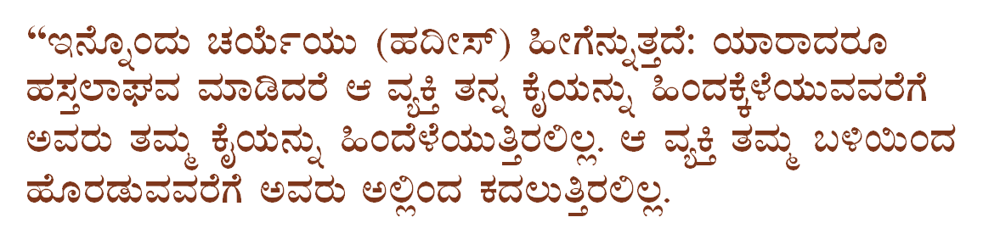 “ಇನ್ನೊಂದು ಚರ್ಯೆಯು (ಹದೀಸ್) ಹೀಗೆನ್ನುತ್ತದೆ: ಯಾರಾದರೂ
ಹಸ್ತಲಾಘವ ಮಾಡಿದರೆ ಆ ವ್ಯಕ್ತಿ ತನ್ನ ಕೈಯನ್ನು ಹಿಂದಕ್ಕೆಳೆಯುವವರೆಗೆ
ಅವರು ತಮ್ಮ ಕೈಯನ್ನು ಹಿಂದೆಳೆಯುತ್ತಿರಲಿಲ್ಲ. ಆ ವ್ಯಕ್ತಿ ತಮ್ಮ ಬಳಿಯಿಂದ
ಹೊರಡುವವರೆಗೆ ಅವರು ಅಲ್ಲಿಂದ ಕದಲುತ್ತಿರಲಿಲ್ಲ.